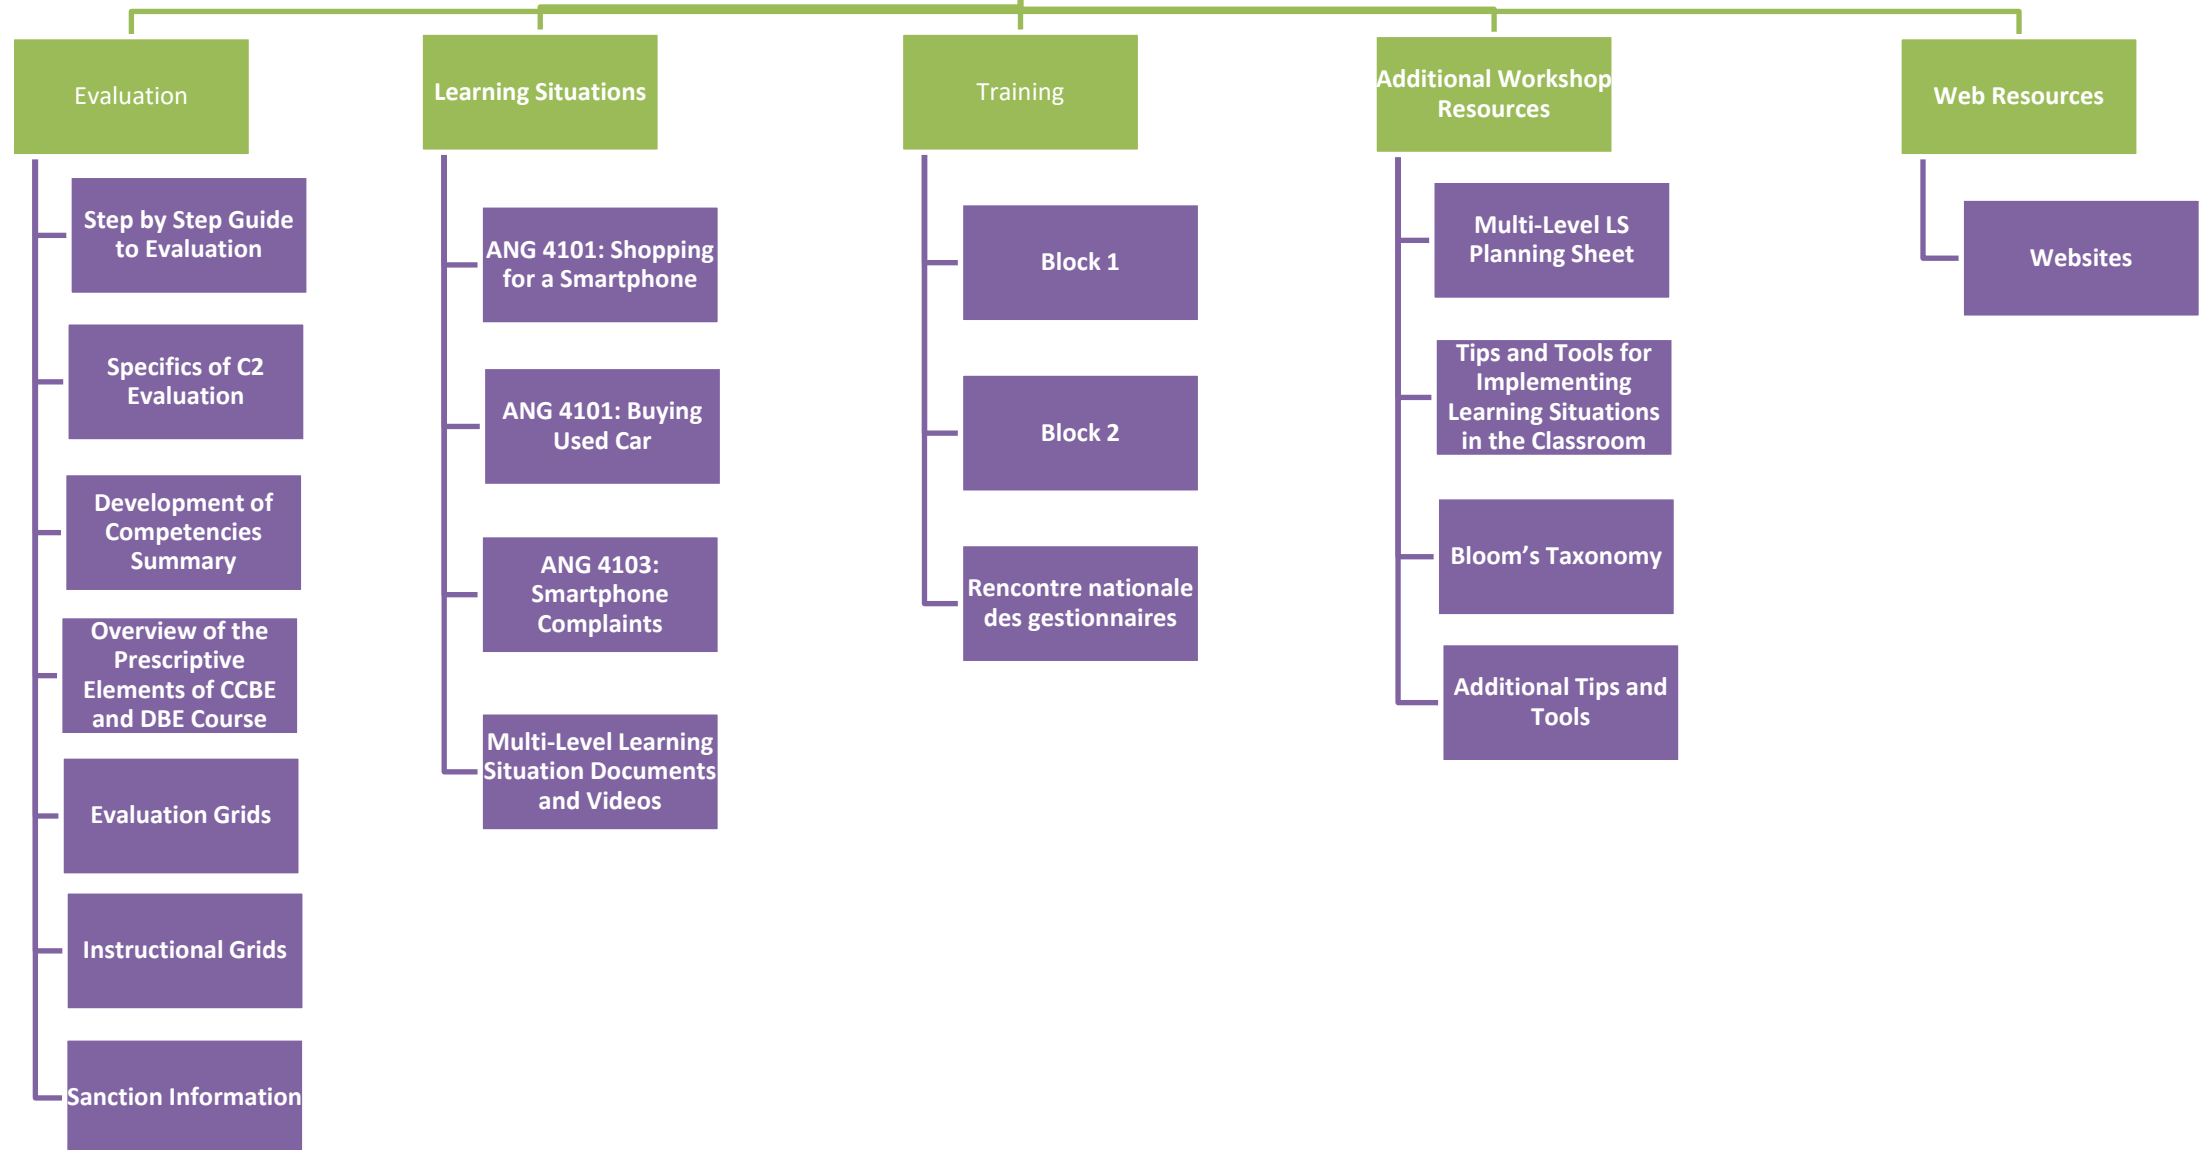 Evaluation
Step by Step Guide
to Evaluation
Specifics of C2
Evaluation
Development of
Competencies
Summary
Overview of the
Prescriptive
Elements of CCBE
and DBE Course
Evaluation Grids
Instructional Grids
Sanction Information
Learning Situations
ANG 4101: Shopping
for a Smartphone
ANG 4101: Buying
Used Car
ANG 4103:
Smartphone
Complaints
Multi-Level Learning
Situation Documents
and Videos
Training
Block 1
Block 2
Rencontre nationale
des gestionnaires
Additional Workshop
Resources
Multi-Level LS
Planning Sheet
Tips and Tools for
Implementing
Learning Situations
in the Classroom
Bloom’s Taxonomy
Additional Tips and
Tools
Web Resources
Websites